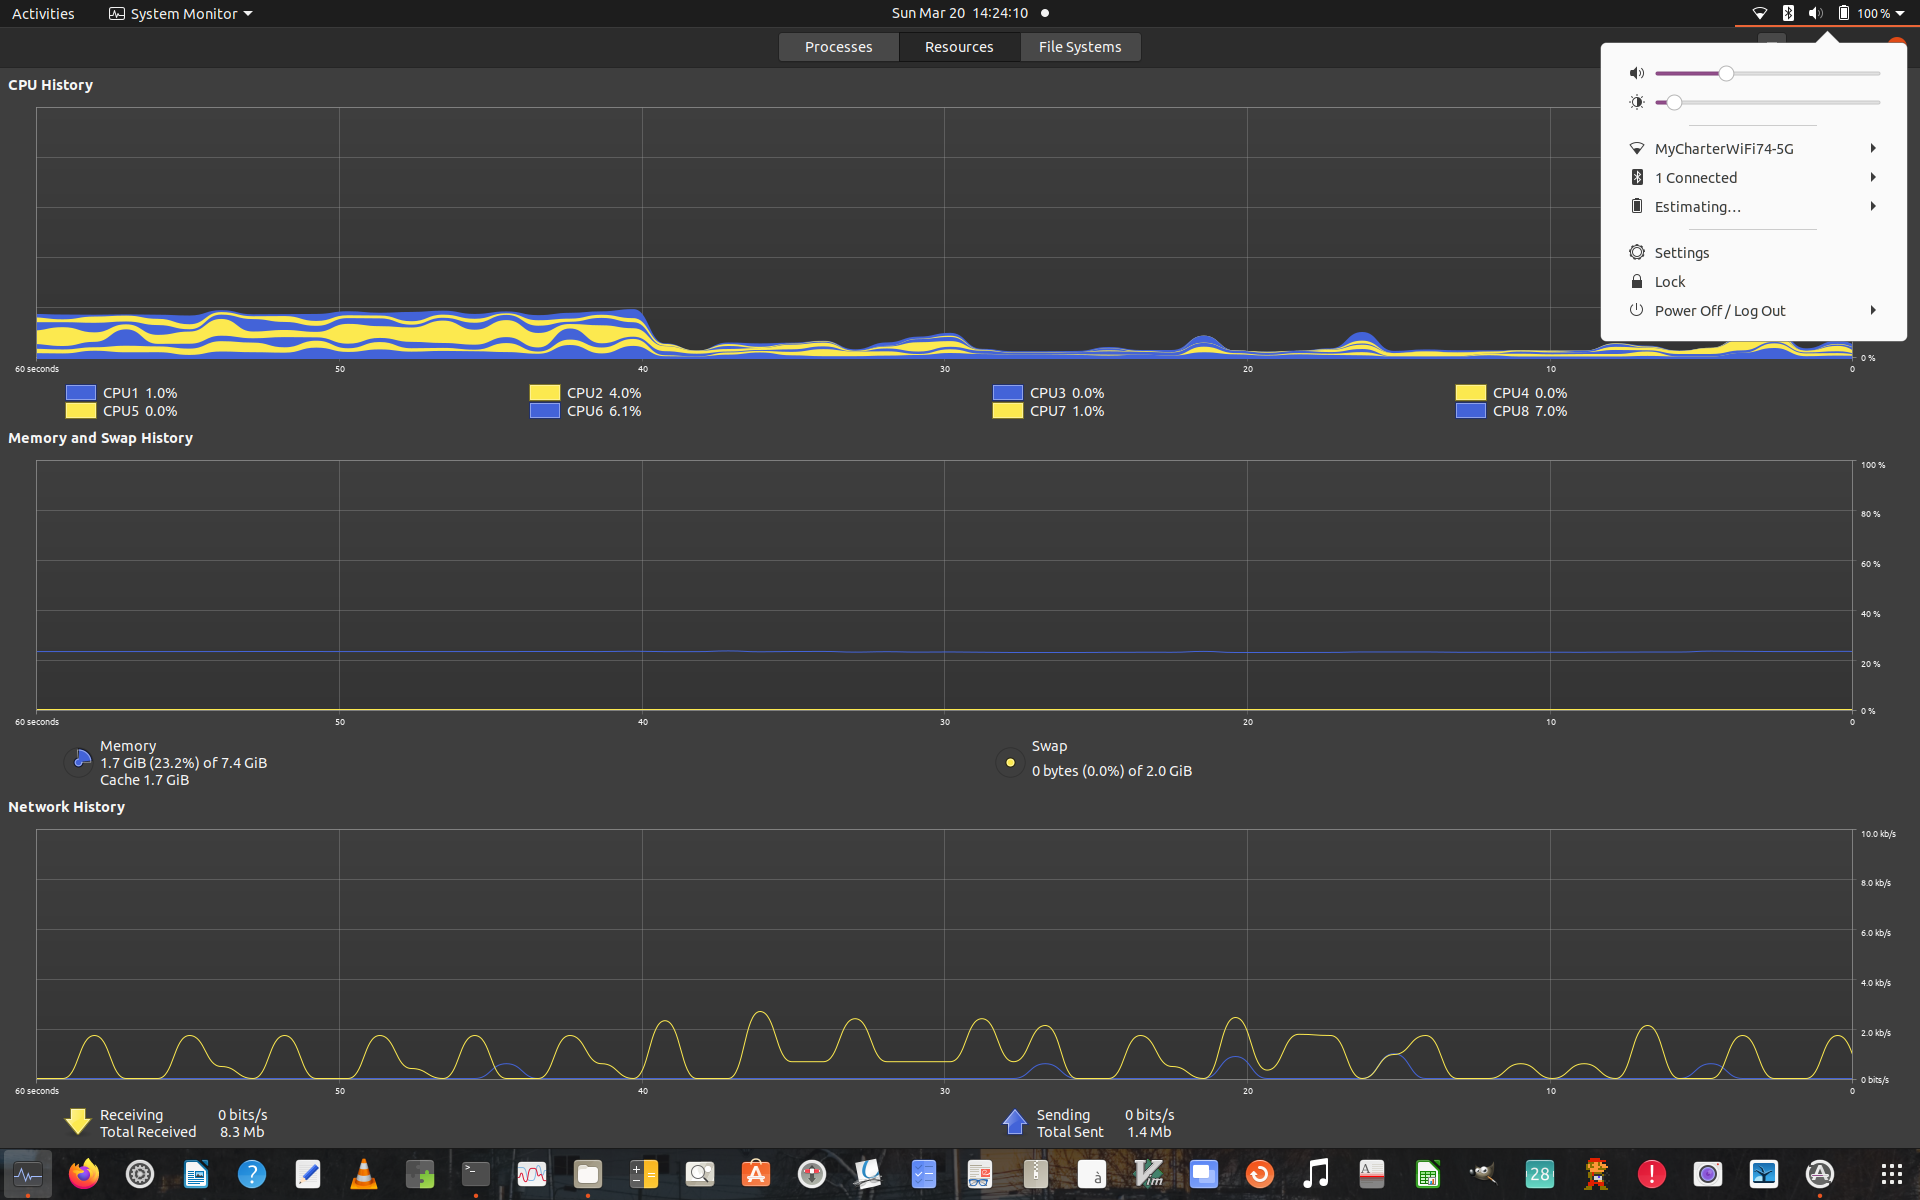 Activities
System Monitor
Sun Mar 20 14:24:10
100 %
Processes
Resources
File Systems
MyCharterWiFi74-5G
1 Connected
Estimating…
Settings
Lock
Power Off / Log Out
CPU History
0 %
60 seconds 50 40 30 20 10 0
CPU1 1.0% CPU2 4.0% CPU3 0.0% CPU4 0.0%
CPU5 0.0% CPU6 6.1% CPU7 1.0% CPU8 7.0%
Memory and Swap History
100 %
80 %
60 %
40 %
20 %
0 %
60 seconds 50 40 30 20 10 0
Memory
1.7 GiB (23.2%) of 7.4 GiB
Cache 1.7 GiB
Swap
0 bytes (0.0%) of 2.0 GiB
Network History
10.0 kb/s
8.0 kb/s
6.0 kb/s
4.0 kb/s
2.0 kb/s
0 bits/s
60 seconds 50 40 30 20 10 0
Receiving 0 bits/s
Total Received 8.3 Mb
Sending 0 bits/s
Total Sent 1.4 Mb
?
>_
A
à
Vim
A
28
!
A